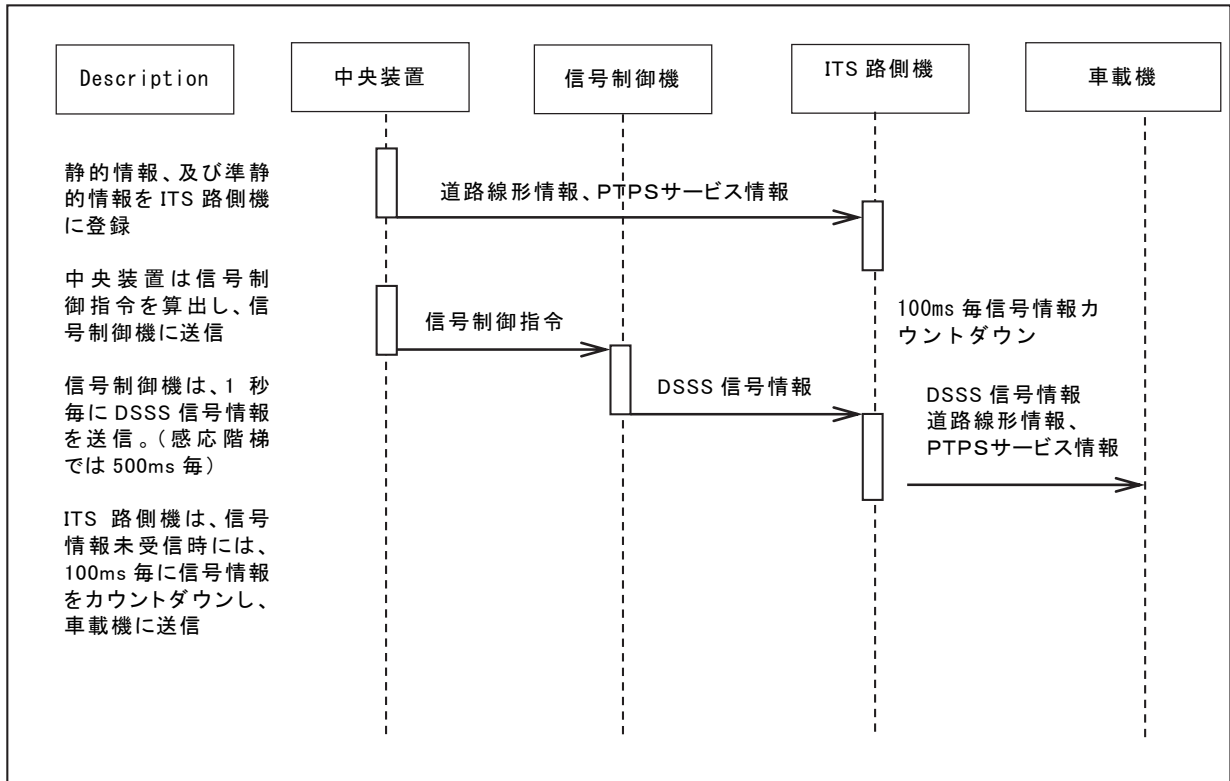 Description
中央装置
信号制御機
ITS 路側機
車載機
静的情報、及び準静
的情報を ITS 路側機
に登録
道路線形情報、PTPSサービス情報
中央装置は信号制
御指令を算出し、信
号制御機に送信
信号制御指令
100ms 毎信号情報カ
ウントダウン
信号制御機は、1 秒
毎に DSSS 信号情報
を送信。(感応階梯
では 500ms 毎)
DSSS 信号情報
DSSS 信号情報
道路線形情報、
PTPSサービス情報
ITS 路側機は、信号
情報未受信時には、
100ms 毎に信号情報
をカウントダウンし、
車載機に送信